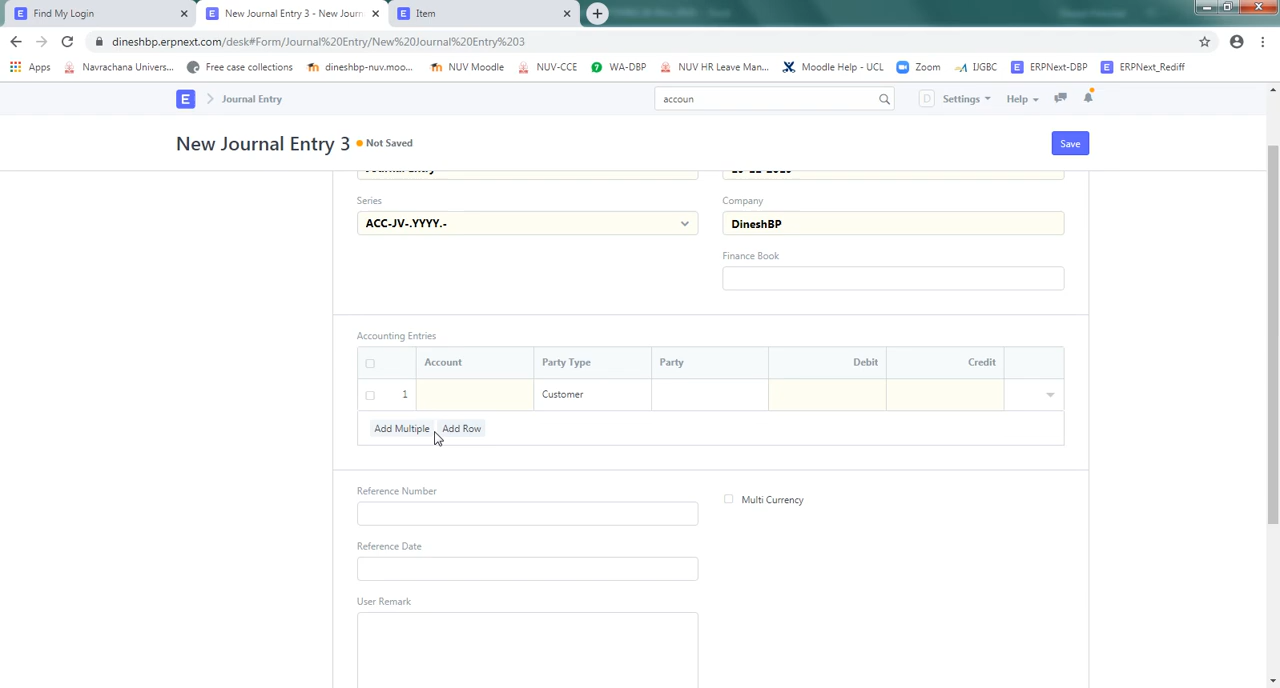 Find My Login
New Journal Entry 3 - New Journ
Item
dineshbp.erpnext.com/desk#Form/Journal%20Entry/New%20Journal%20Entry%203
Apps
Navrachana Univers...
Free case collections
dineshbp-nuv.moo...
NUV Moodle
NUV-CCE
WA-DBP
NUV HR Leave Man...
Moodle Help - UCL
Zoom
IJGBC
ERPNext-DBP
ERPNext_Rediff
E
Journal Entry
accoun
D
Settings
Help
New Journal Entry 3
Not Saved
Save
Series
Company
ACC-JV-.YYYY.-
DineshBP
Finance Book
Accounting Entries
Account
Party Type
Party
Debit
Credit
1
Customer
Add Multiple
Add Row
Reference Number
Multi Currency
Reference Date
User Remark